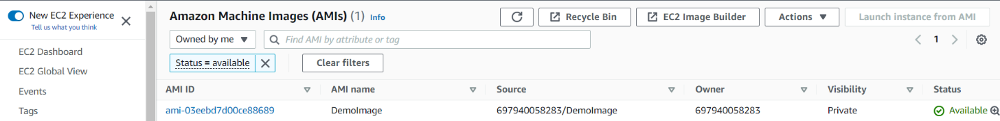 New EC2 Experience
Tell us what you think
EC2 Dashboard
EC2 Global View
Events
Tags
Amazon Machine Images (AMIs) (1) Info
Recycle Bin
EC2 Image Builder
Actions
Launch instance from AMI
Owned by me
Find AMI by attribute or tag
1
Status = available
Clear filters
AMI ID AMI name Source Owner Visibility Status
ami-03eebd7d00ce88689 DemoImage 697940058283/DemoImage 697940058283 Private Available